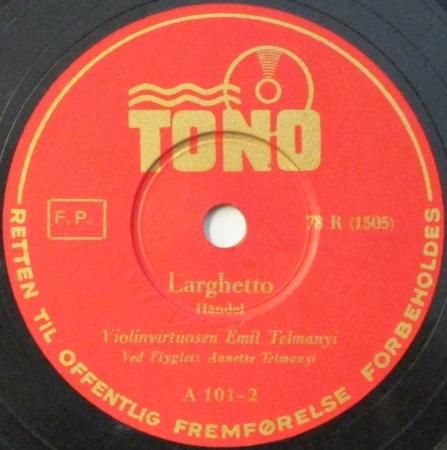 TONO
F. P.
78 R (1505)
Larghetto
Händel
Violinvirtuosen Emil Telmanyi
Ved Flyglet: Annette Telmanyi
A 101-2
RETTEN TIL OFFENTLIG FREMFØRELSE FORBEHOLDES